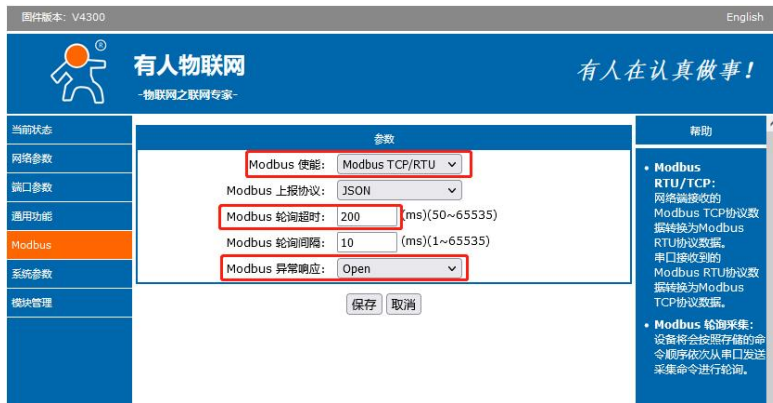 固件版本: V4300
English
®
有人物联网
-物联网之联网专家-
有人在认真做事!
当前状态
网络参数
端口参数
通用功能
Modbus
系统参数
模块管理
参数
Modbus 使能: Modbus TCP/RTU
Modbus 上报协议: JSON
Modbus 轮询超时: 200 (ms)(50~65535)
Modbus 轮询间隔: 10 (ms)(1~65535)
Modbus 异常响应: Open
保存 取消
帮助
• Modbus
RTU/TCP:
网络端接收的
Modbus TCP协议数
据转换为Modbus
RTU协议数据。
串口接收到的
Modbus RTU协议数
据转换为Modbus
TCP协议数据。
• Modbus 轮询采集:
设备将会按照存储的命
令顺序依次从串口发送
采集命令进行轮询。